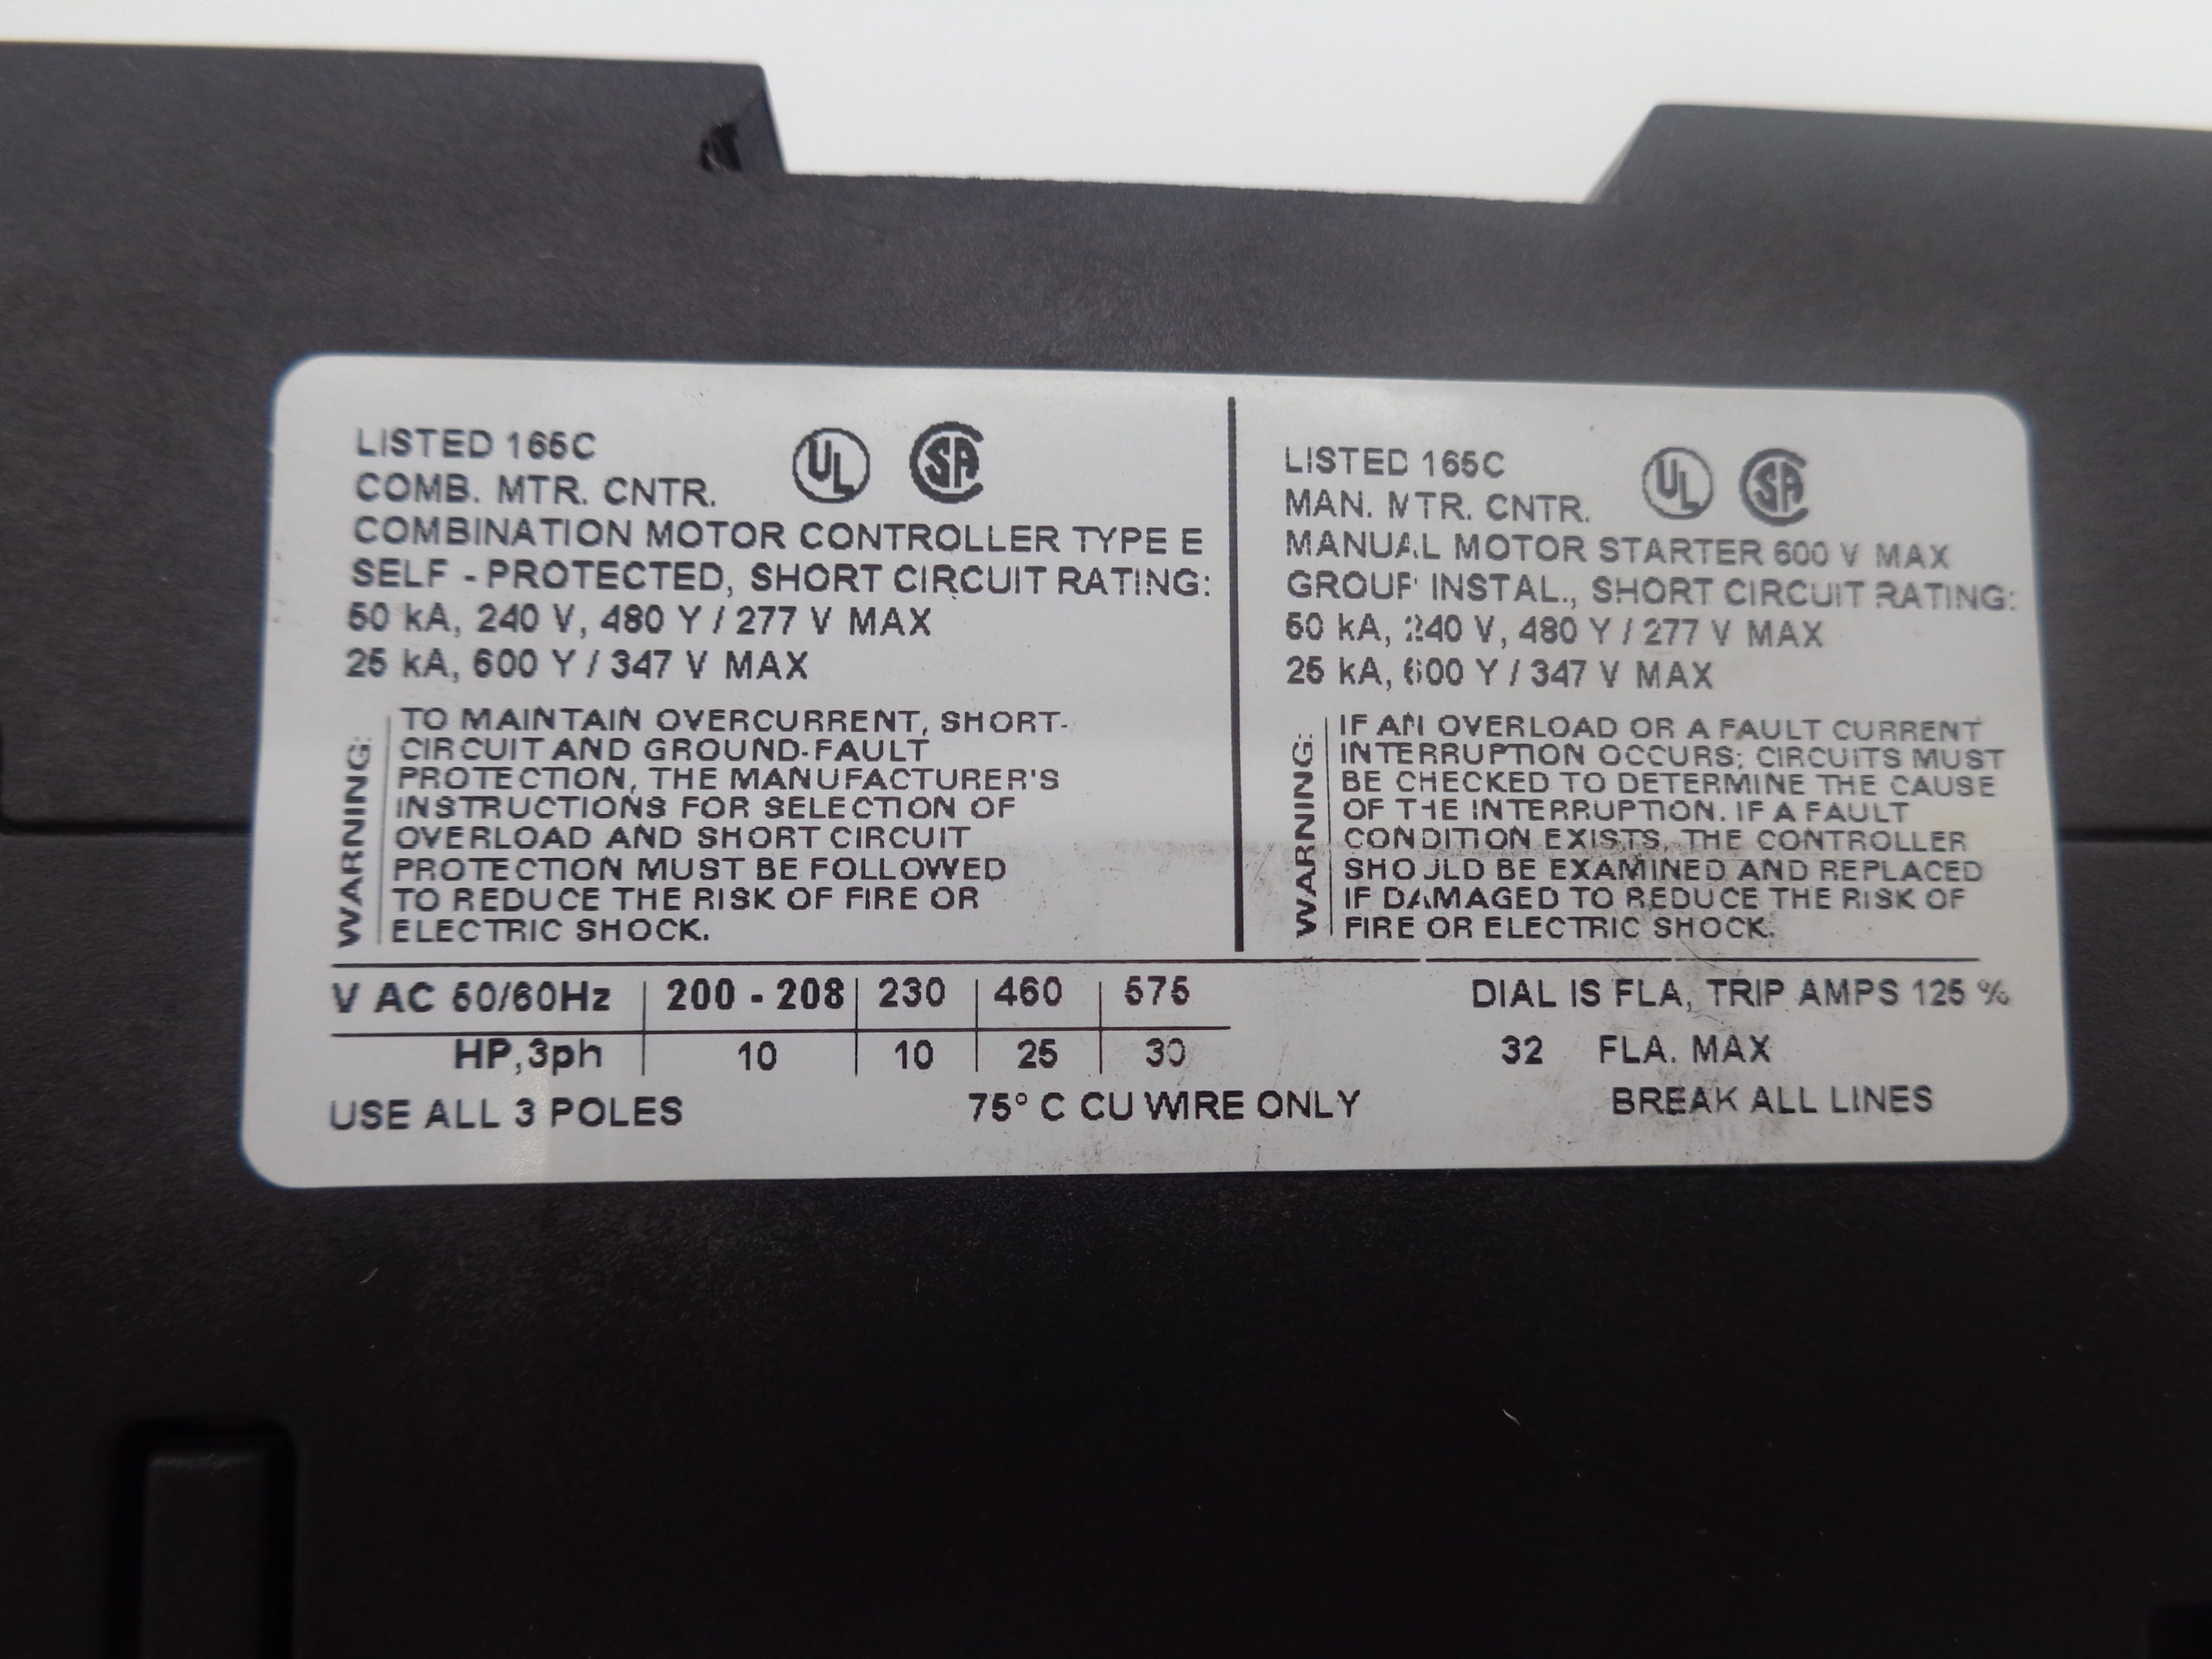 LISTED 165C
COMB. MTR. CNTR.
UL
SA
COMBINATION MOTOR CONTROLLER TYPE E
SELF - PROTECTED, SHORT CIRCUIT RATING:
50 kA, 240 V, 480 Y / 277 V MAX
25 kA, 600 Y / 347 V MAX
WARNING:
TO MAINTAIN OVERCURRENT, SHORT-
CIRCUIT AND GROUND-FAULT
PROTECTION, THE MANUFACTURER'S
INSTRUCTIONS FOR SELECTION OF
OVERLOAD AND SHORT CIRCUIT
PROTECTION MUST BE FOLLOWED
TO REDUCE THE RISK OF FIRE OR
ELECTRIC SHOCK.
LISTED 165C
MAN. MTR. CNTR.
UL
SA
MANUAL MOTOR STARTER 600 V MAX
GROUP INSTAL., SHORT CIRCUIT RATING:
50 kA, 240 V, 480 Y / 277 V MAX
25 kA, 600 Y / 347 V MAX
WARNING:
IF AN OVERLOAD OR A FAULT CURRENT
INTERRUPTION OCCURS; CIRCUITS MUST
BE CHECKED TO DETERMINE THE CAUSE
OF THE INTERRUPTION. IF A FAULT
CONDITION EXISTS, THE CONTROLLER
SHOULD BE EXAMINED AND REPLACED
IF DAMAGED TO REDUCE THE RISK OF
FIRE OR ELECTRIC SHOCK.
V AC 50/60Hz 200 - 208 230 460 575
HP,3ph 10 10 25 30
DIAL IS FLA, TRIP AMPS 125 %
32 FLA. MAX
USE ALL 3 POLES 75° C CU WIRE ONLY BREAK ALL LINES